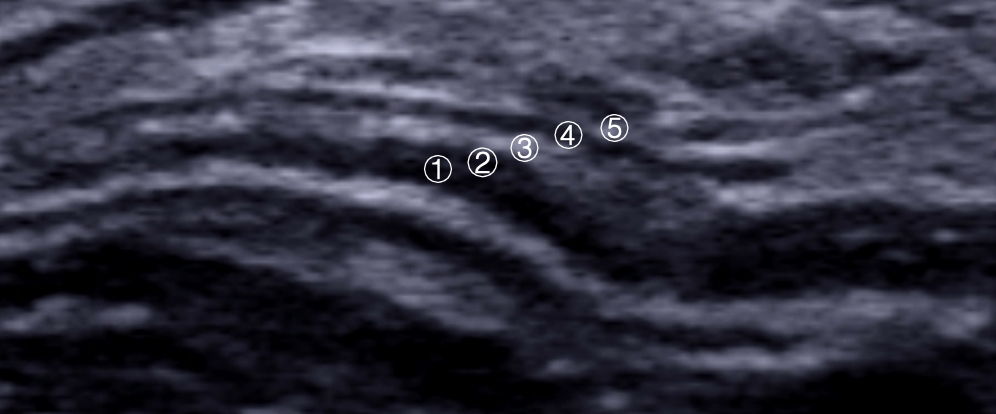 ① ② ③ ④ ⑤